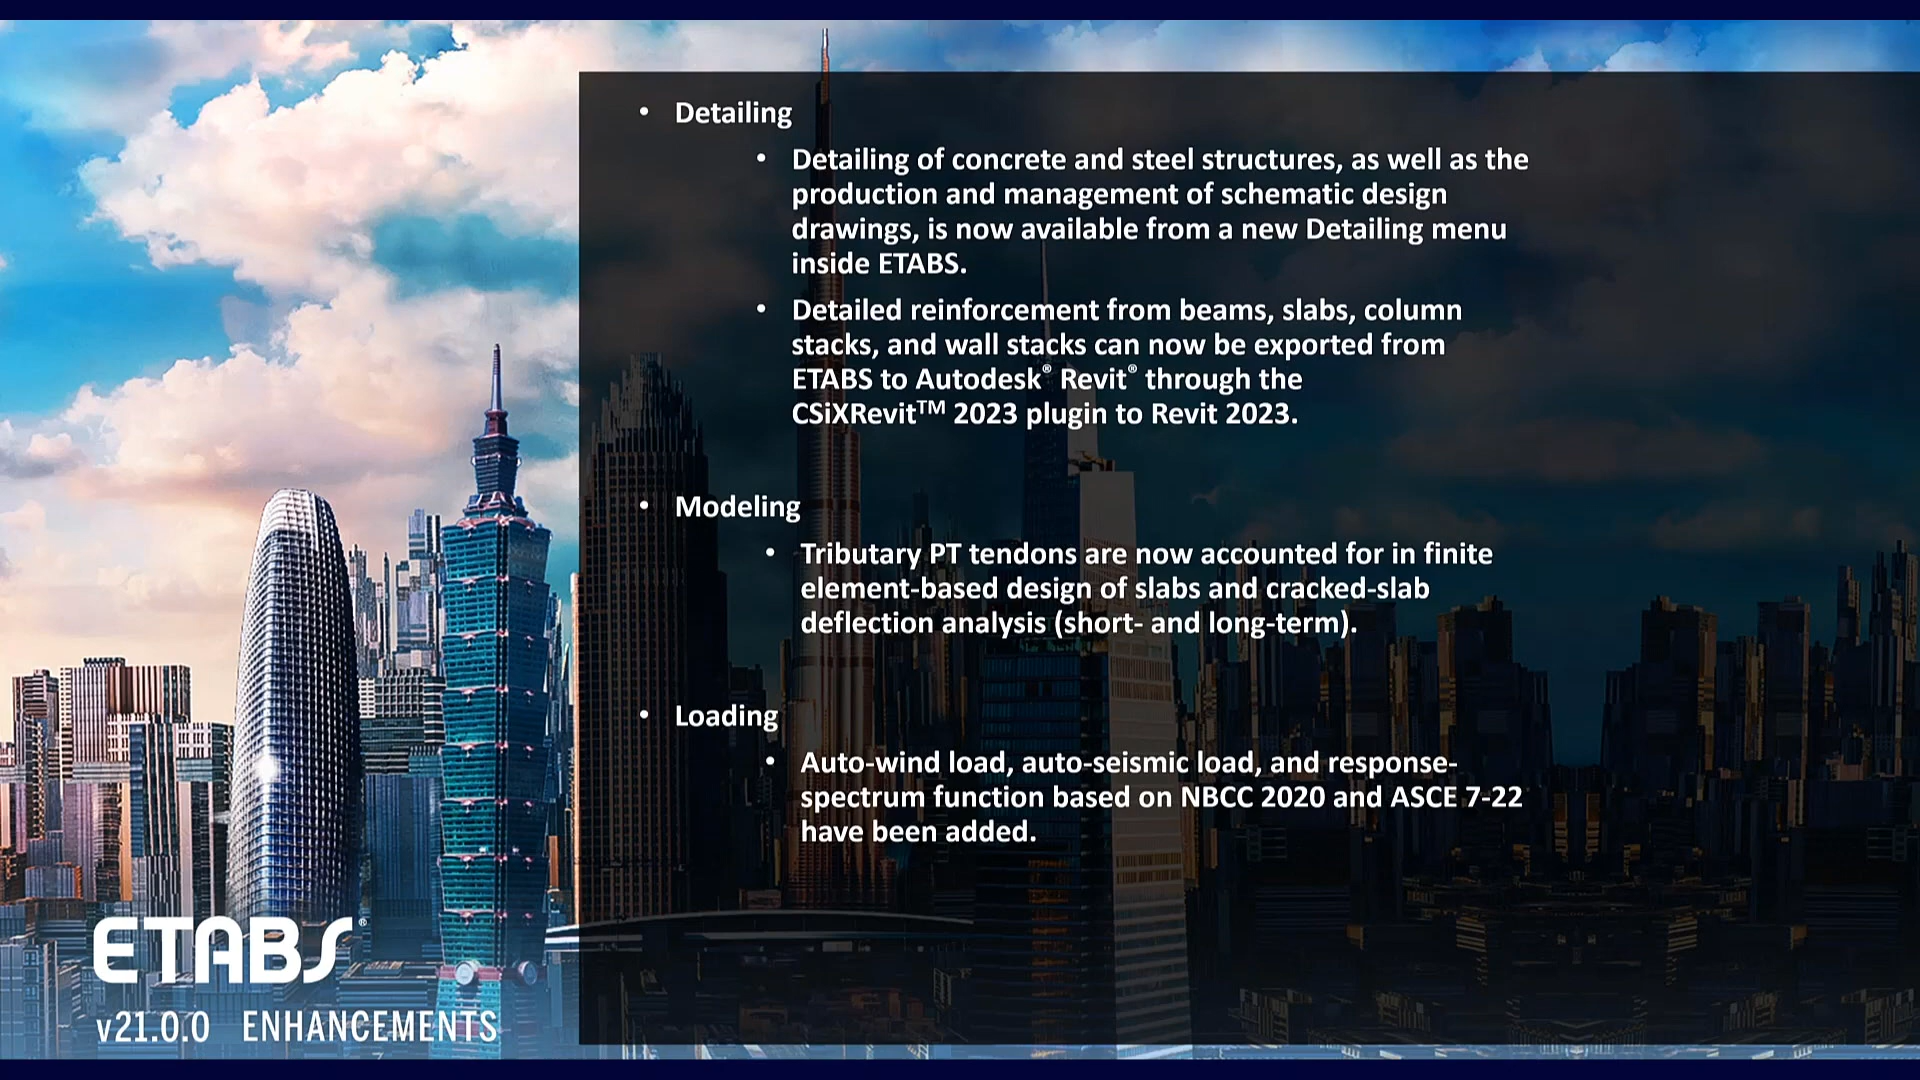 • Detailing
• Detailing of concrete and steel structures, as well as the
production and management of schematic design
drawings, is now available from a new Detailing menu
inside ETABS.
• Detailed reinforcement from beams, slabs, column
stacks, and wall stacks can now be exported from
ETABS to Autodesk® Revit® through the
CSiXRevit™ 2023 plugin to Revit 2023.
• Modeling
• Tributary PT tendons are now accounted for in finite
element-based design of slabs and cracked-slab
deflection analysis (short- and long-term).
• Loading
• Auto-wind load, auto-seismic load, and response-
spectrum function based on NBCC 2020 and ASCE 7-22
have been added.
ETABS®
v21.0.0 ENHANCEMENTS